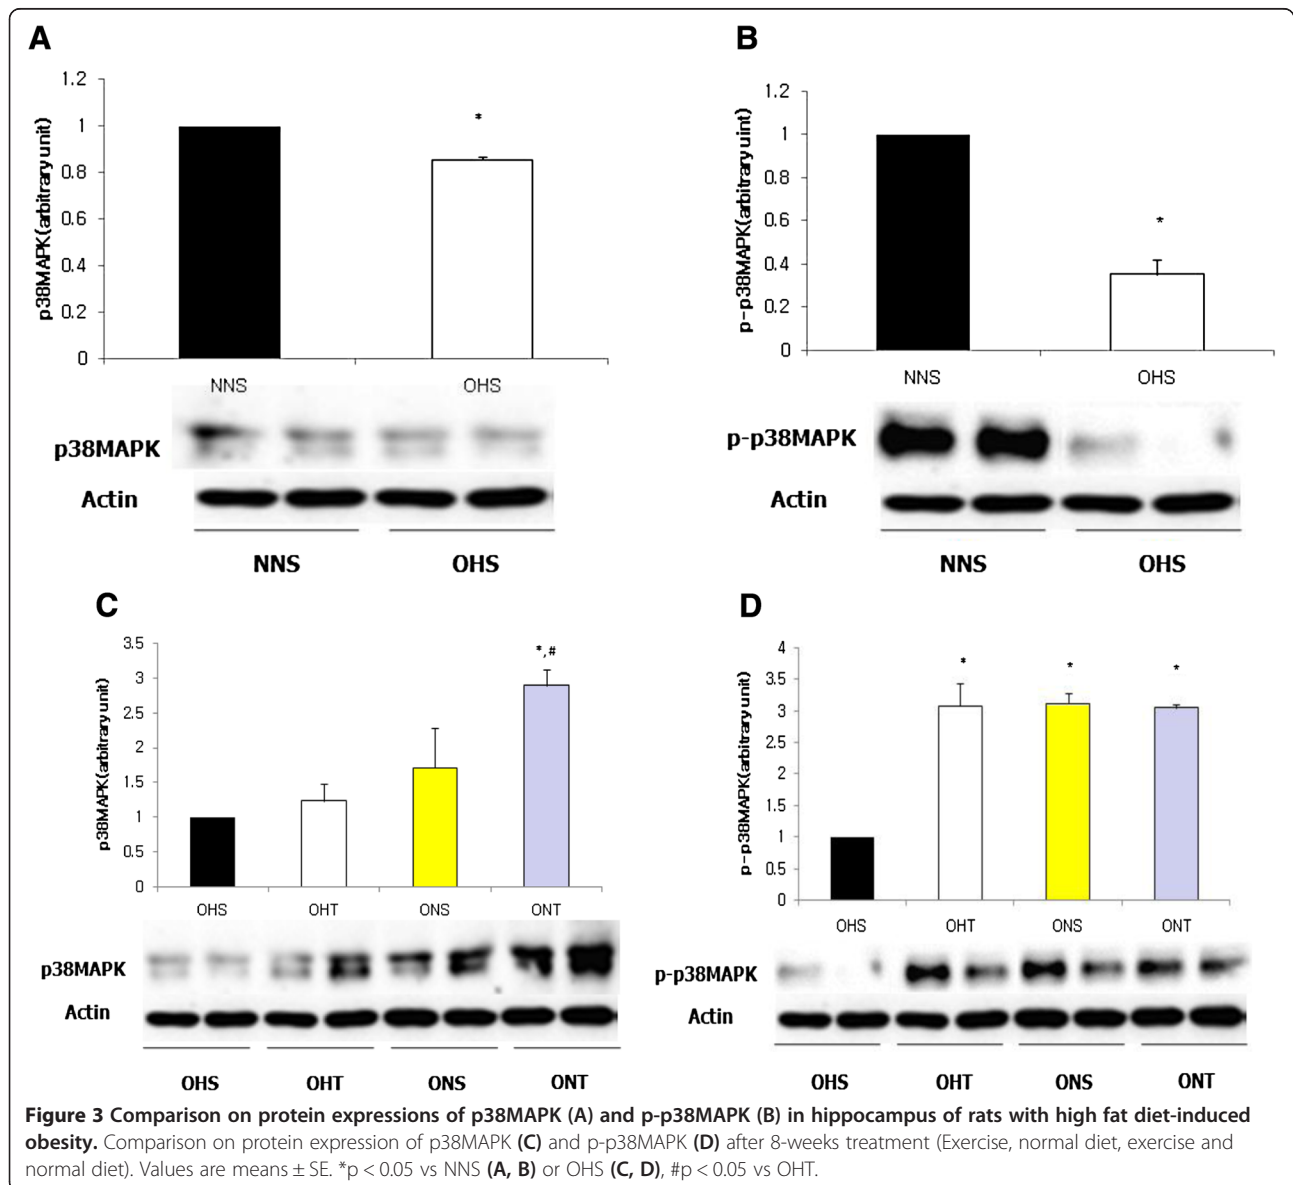 A
1.2
1
0.8
0.6
0.4
0.2
0
p38MAPK(arbitrary unit)
*
NNS OHS
p38MAPK
Actin
NNS OHS
B
1.2
1
0.8
0.6
0.4
0.2
0
p-p38MAPK(arbitrary uint)
*
NNS OHS
p-p38MAPK
Actin
NNS OHS
C
3.5
3
2.5
2
1.5
1
0.5
0
p38MAPK(arbitrary unit)
*,#
OHS OHT ONS ONT
p38MAPK
Actin
OHS OHT ONS ONT
D
4
3.5
3
2.5
2
1.5
1
0.5
0
p-p38MAPK(arbitrary unit)
* * *
OHS OHT ONS ONT
p-p38MAPK
Actin
OHS OHT ONS ONT
Figure 3 Comparison on protein expressions of p38MAPK (A) and p-p38MAPK (B) in hippocampus of rats with high fat diet-induced
obesity. Comparison on protein expression of p38MAPK (C) and p-p38MAPK (D) after 8-weeks treatment (Exercise, normal diet, exercise and
normal diet). Values are means ± SE. *p < 0.05 vs NNS (A, B) or OHS (C, D), #p < 0.05 vs OHT.